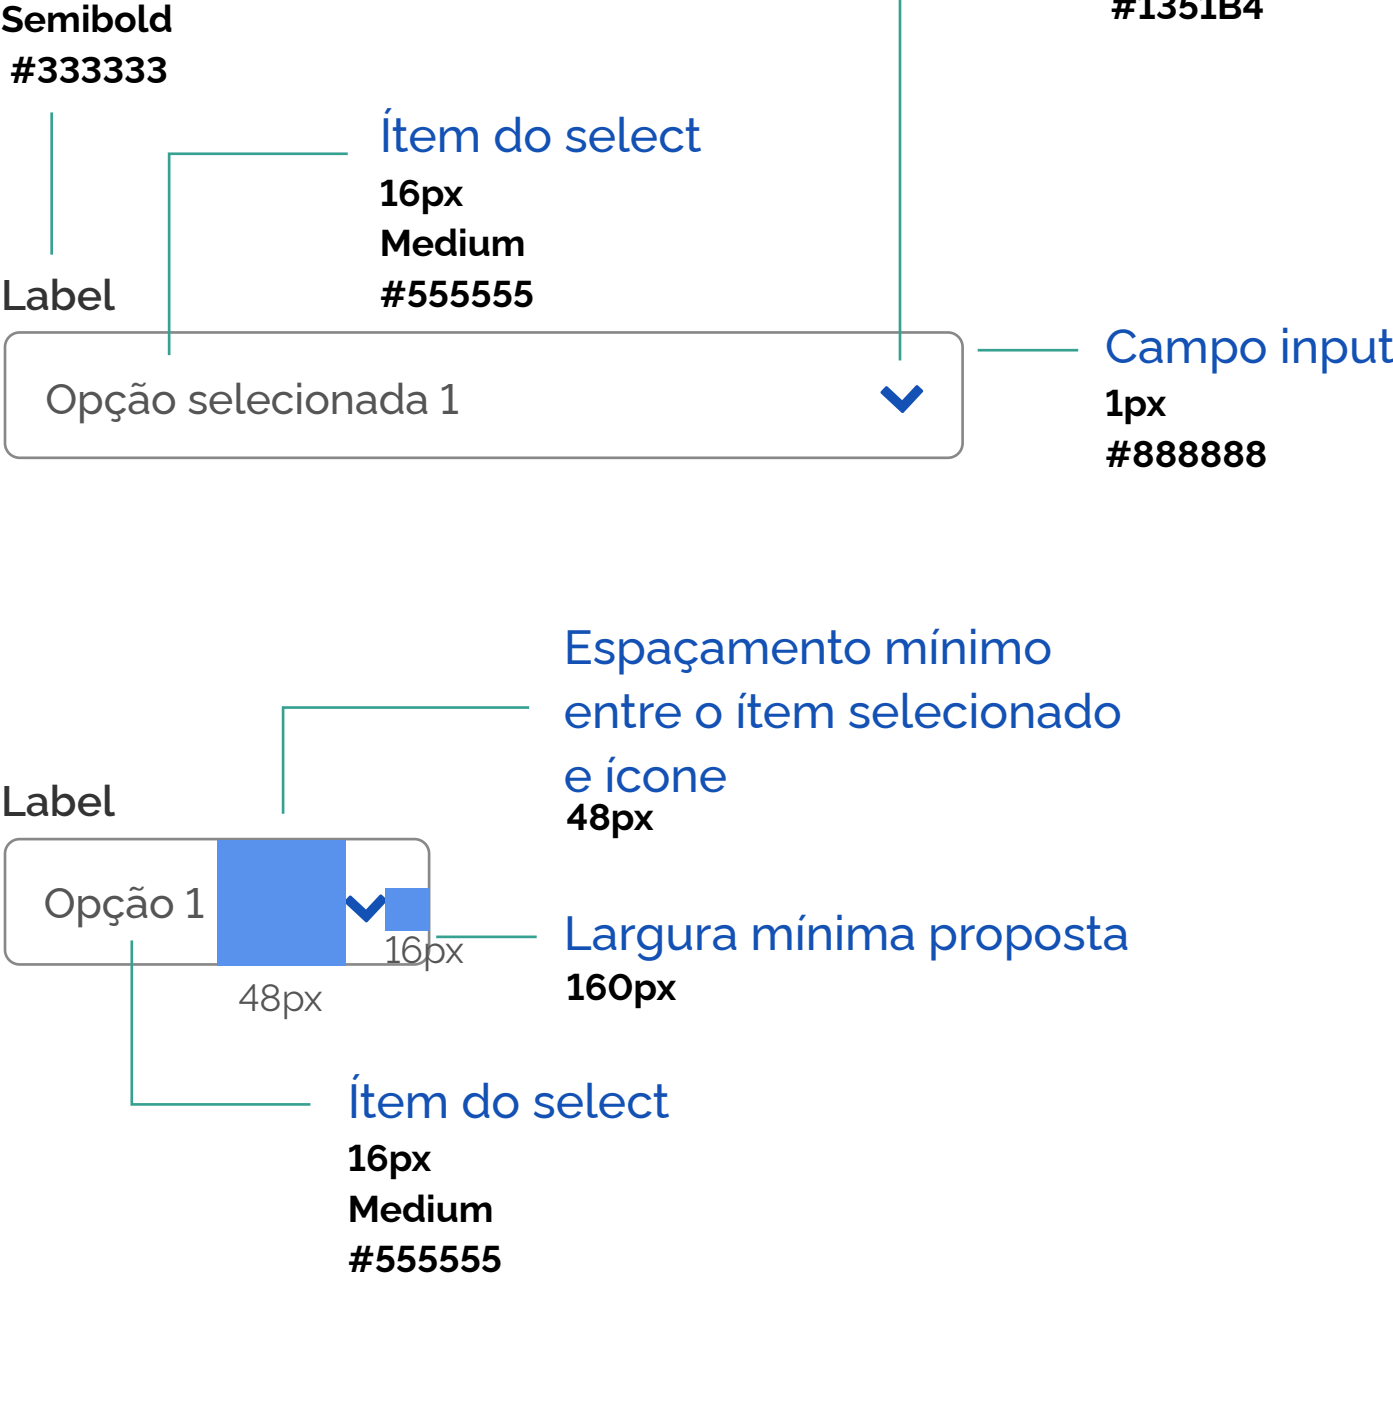 Semibold
#333333
#1351B4
Ítem do select
16px
Medium
#555555
Label
Opção selecionada 1
Campo input
1px
#888888
Espaçamento mínimo
entre o ítem selecionado
e ícone
48px
Label
Opção 1
16px
48px
Largura mínima proposta
160px
Ítem do select
16px
Medium
#555555